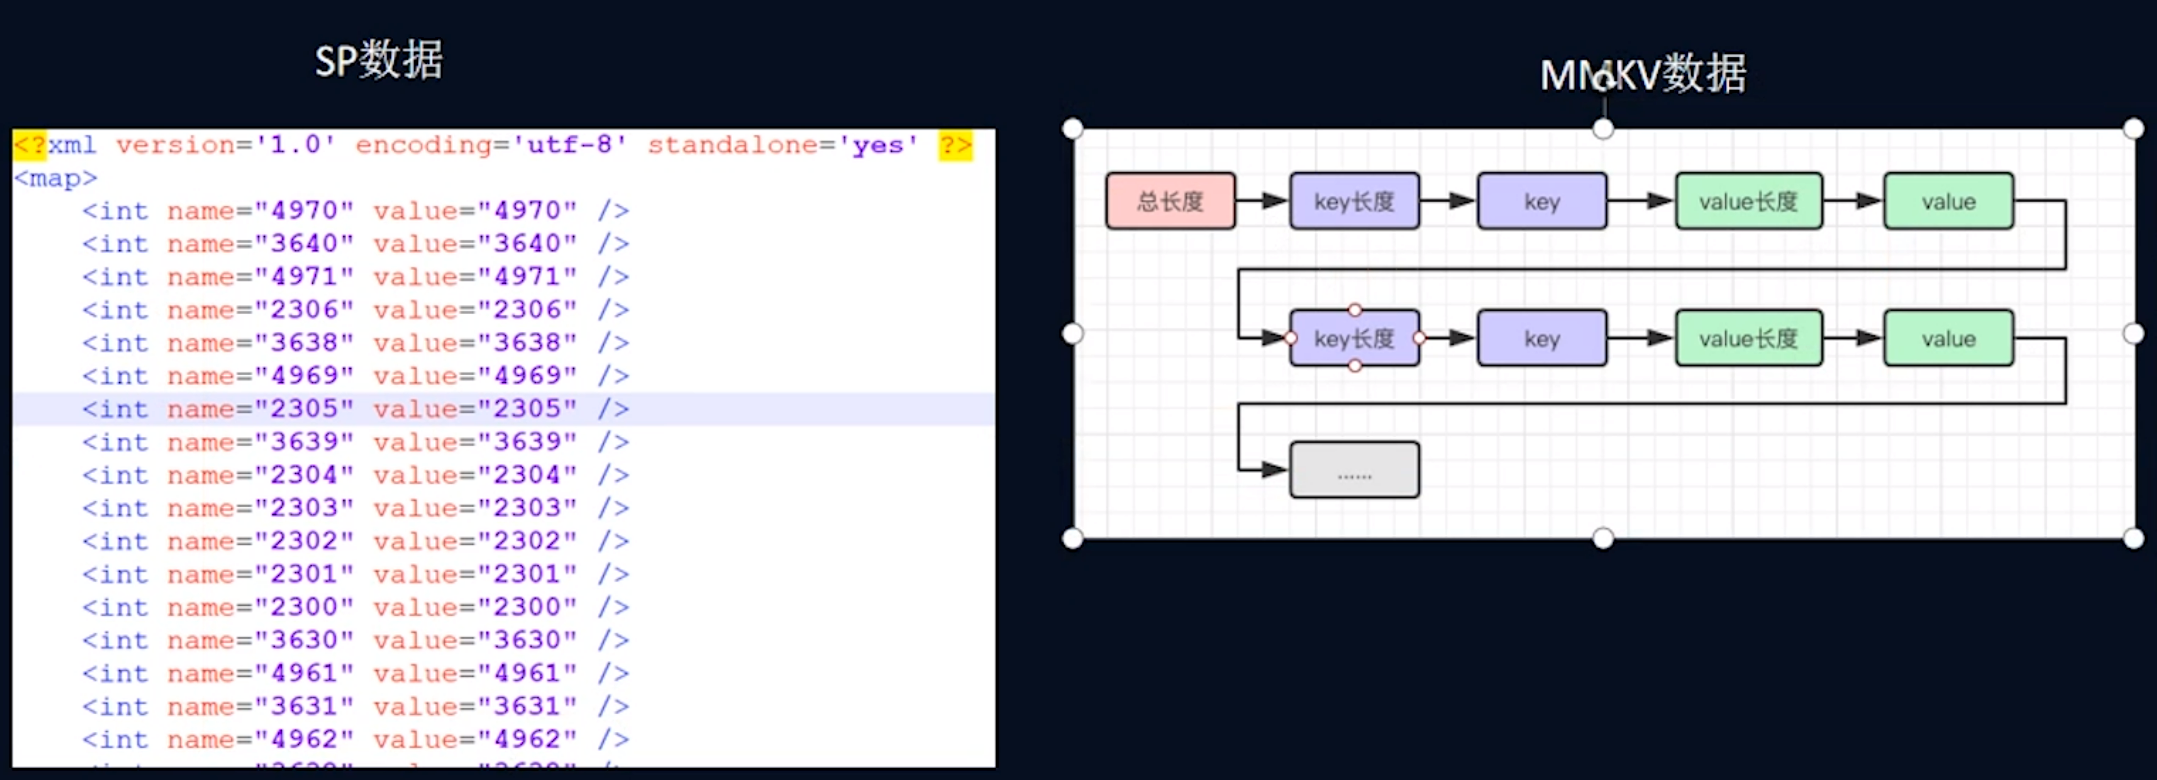 SP数据
<?xml version='1.0' encoding='utf-8' standalone='yes' ?>
<map>
<int name="4970" value="4970" />
<int name="3640" value="3640" />
<int name="4971" value="4971" />
<int name="2306" value="2306" />
<int name="3638" value="3638" />
<int name="4969" value="4969" />
<int name="2305" value="2305" />
<int name="3639" value="3639" />
<int name="2304" value="2304" />
<int name="2303" value="2303" />
<int name="2302" value="2302" />
<int name="2301" value="2301" />
<int name="2300" value="2300" />
<int name="3630" value="3630" />
<int name="4961" value="4961" />
<int name="3631" value="3631" />
<int name="4962" value="4962" />
MMKV数据
总长度 key长度 key value长度 value
key长度 key value长度 value
......